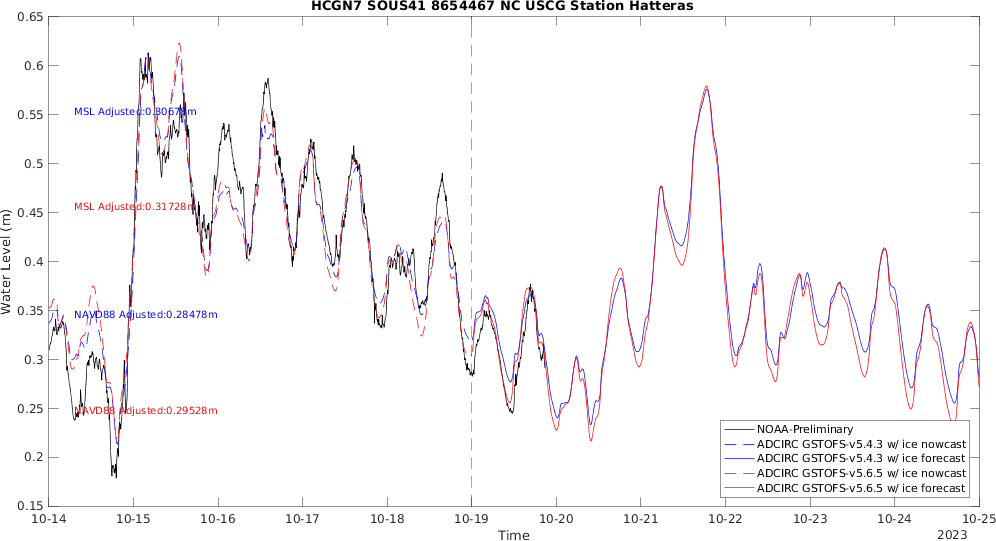 HCGN7 SOUS41 8654467 NC USCG Station Hatteras
0.65
0.6
0.55
0.5
0.45
0.4
0.35
0.3
0.25
0.2
0.15
Water Level (m)
MSL Adjusted:0.30678m
MSL Adjusted:0.31728m
NAVD88 Adjusted:0.28478m
NAVD88 Adjusted:0.29528m
NOAA-Preliminary
ADCIRC GSTOFS-v5.4.3 w/ ice nowcast
ADCIRC GSTOFS-v5.4.3 w/ ice forecast
ADCIRC GSTOFS-v5.6.5 w/ ice nowcast
ADCIRC GSTOFS-v5.6.5 w/ ice forecast
10-14 10-15 10-16 10-17 10-18 10-19 10-20 10-21 10-22 10-23 10-24 10-25
Time
2023